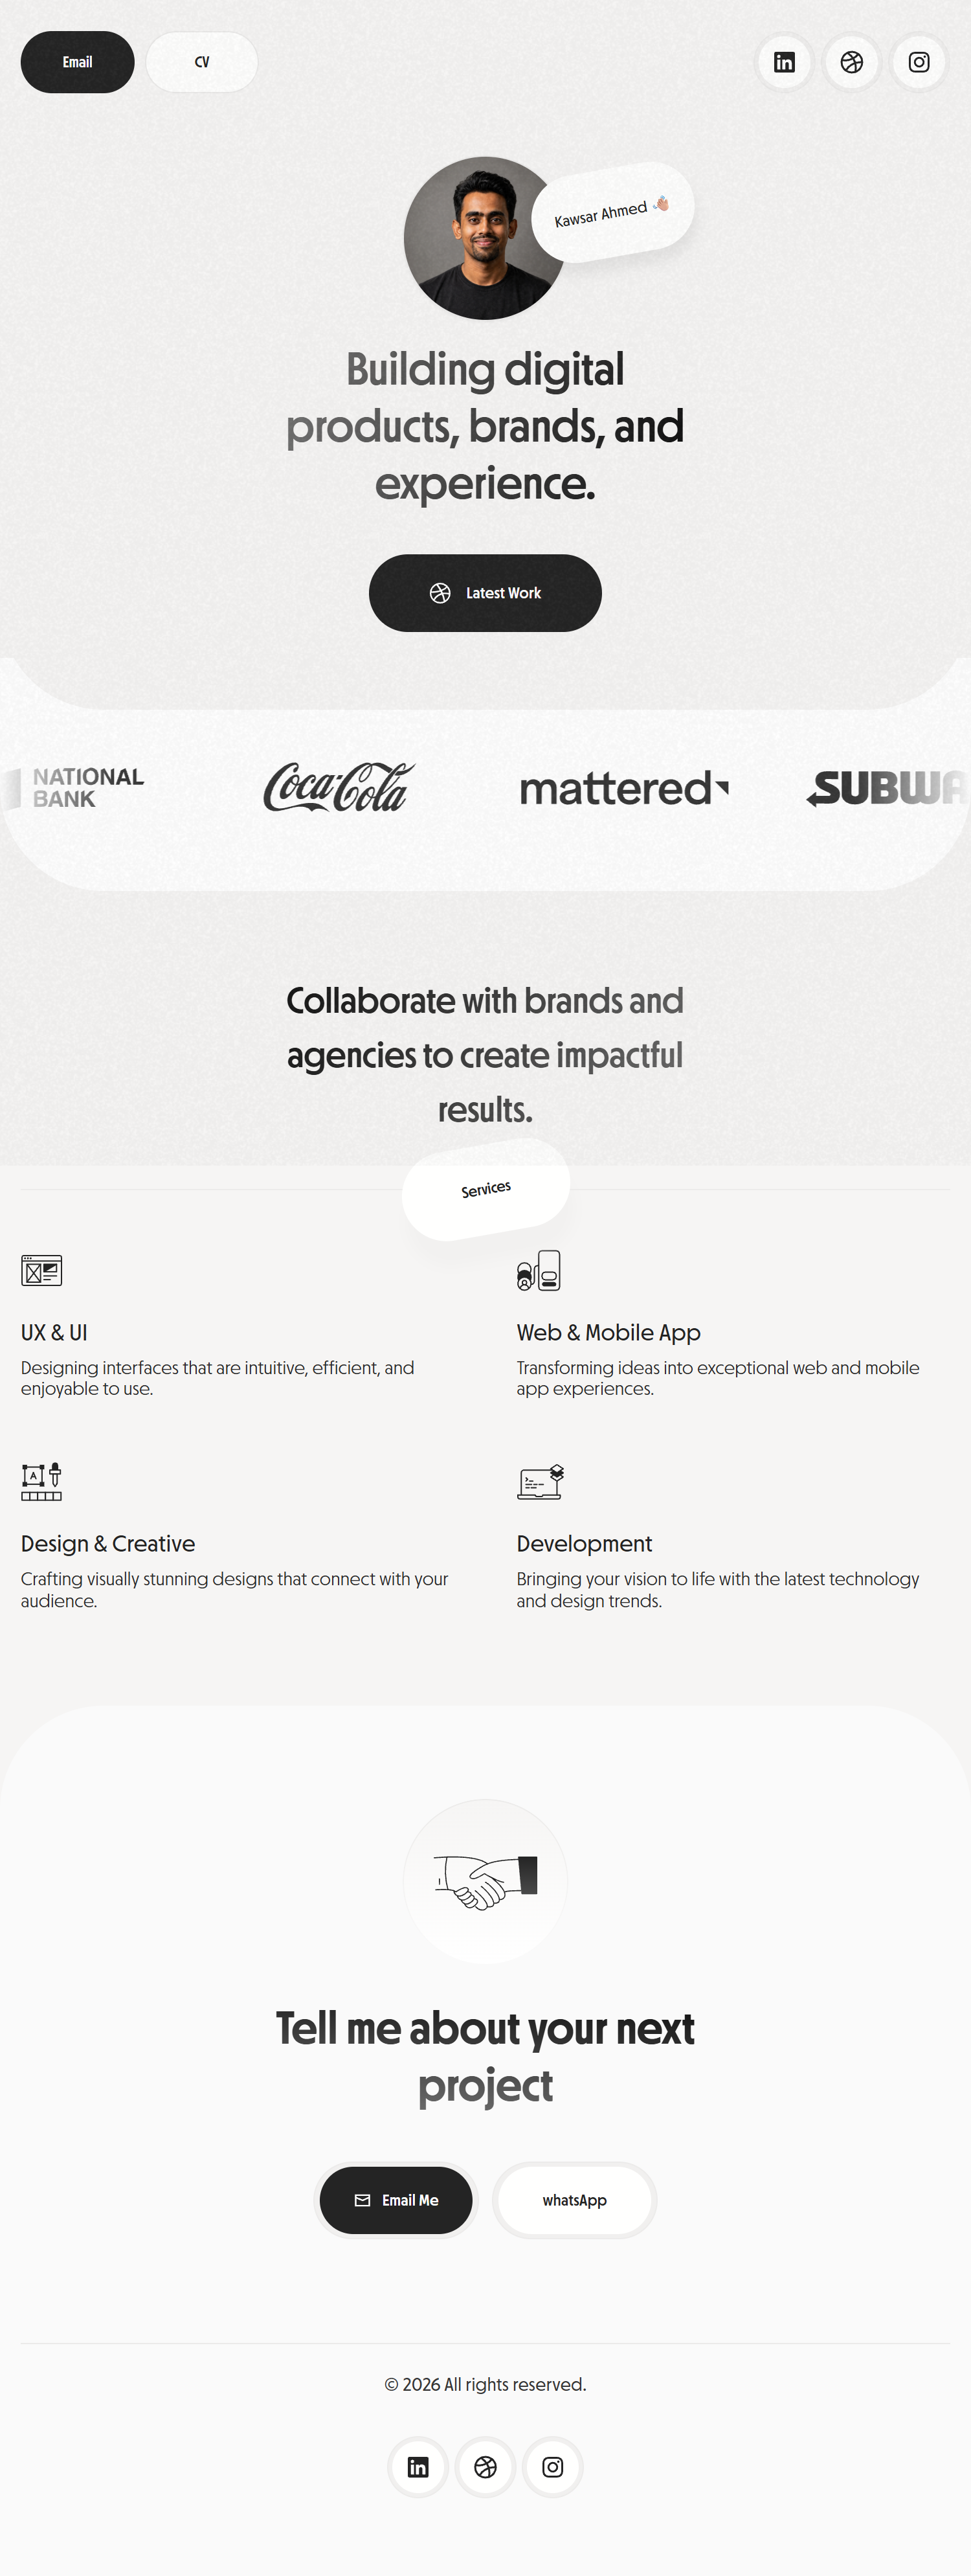 Email
CV
in
Kawsar Ahmed 👋🏼
Building digital
products, brands, and
experience.
Latest Work
NATIONAL
BANK
Coca-Cola
mattered
SUBWA
Collaborate with brands and
agencies to create impactful
results.
Services
UX & UI
Designing interfaces that are intuitive, efficient, and
enjoyable to use.
Web & Mobile App
Transforming ideas into exceptional web and mobile
app experiences.
A
Design & Creative
Crafting visually stunning designs that connect with your
audience.
Development
Bringing your vision to life with the latest technology
and design trends.
Tell me about your next
project
Email Me
whatsApp
© 2026 All rights reserved.
in